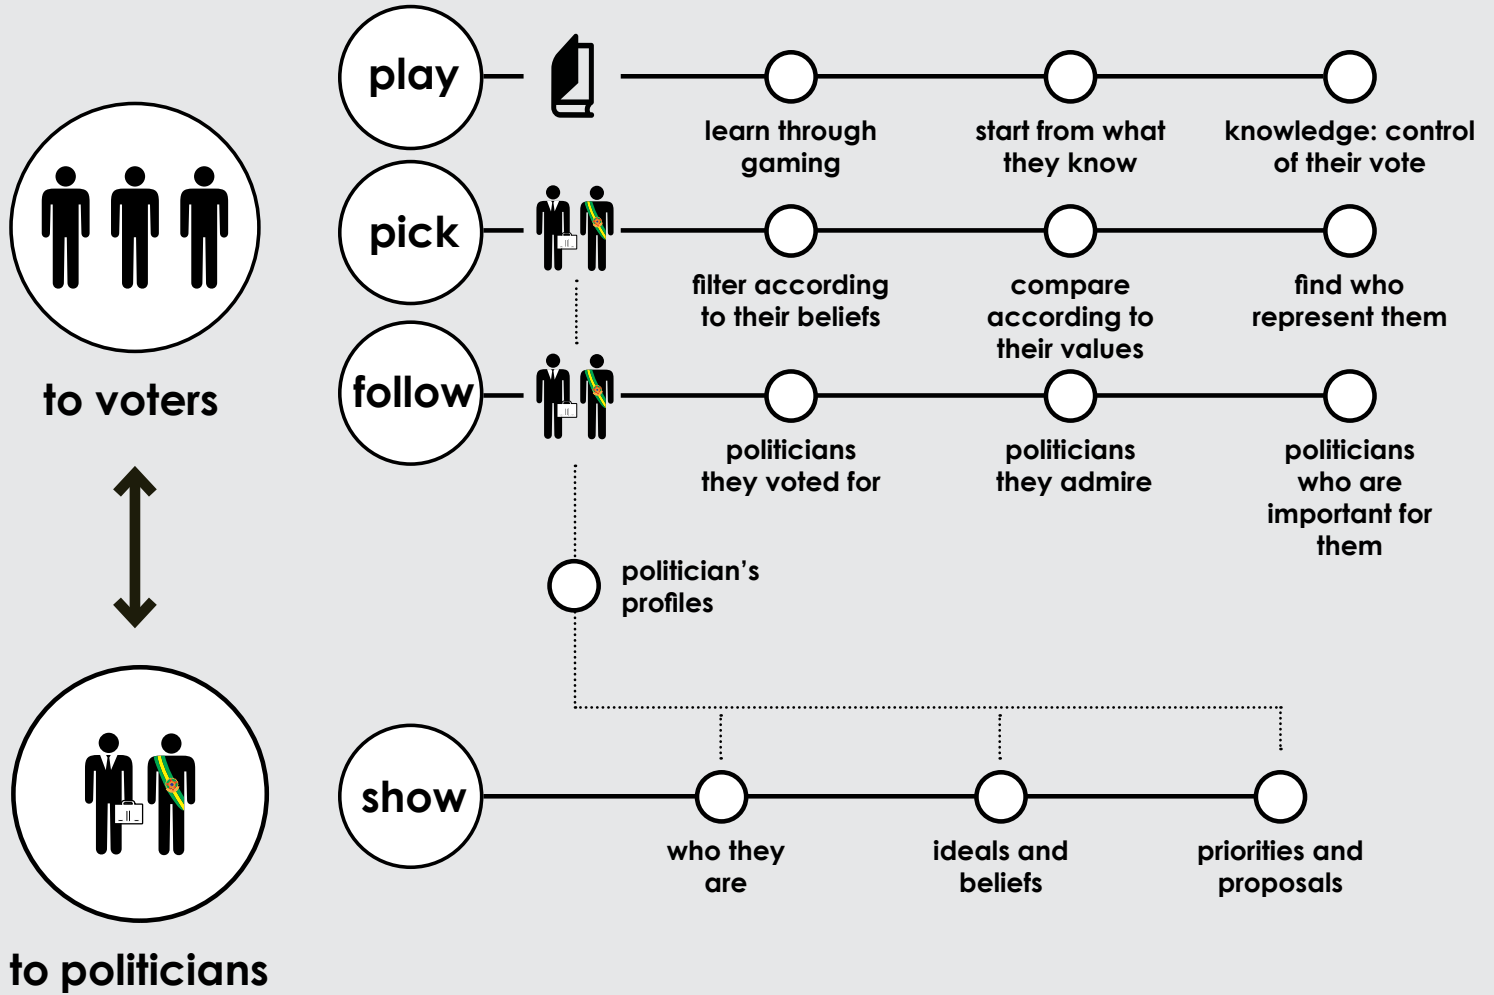 play
learn through
gaming
start from what
they know
knowledge: control
of their vote
pick
filter according
to their beliefs
compare
according to
their values
find who
represent them
to voters
follow
politicians
they voted for
politicians
they admire
politicians
who are
important for
them
politician's
profiles
show
who they
are
ideals and
beliefs
priorities and
proposals
to politicians